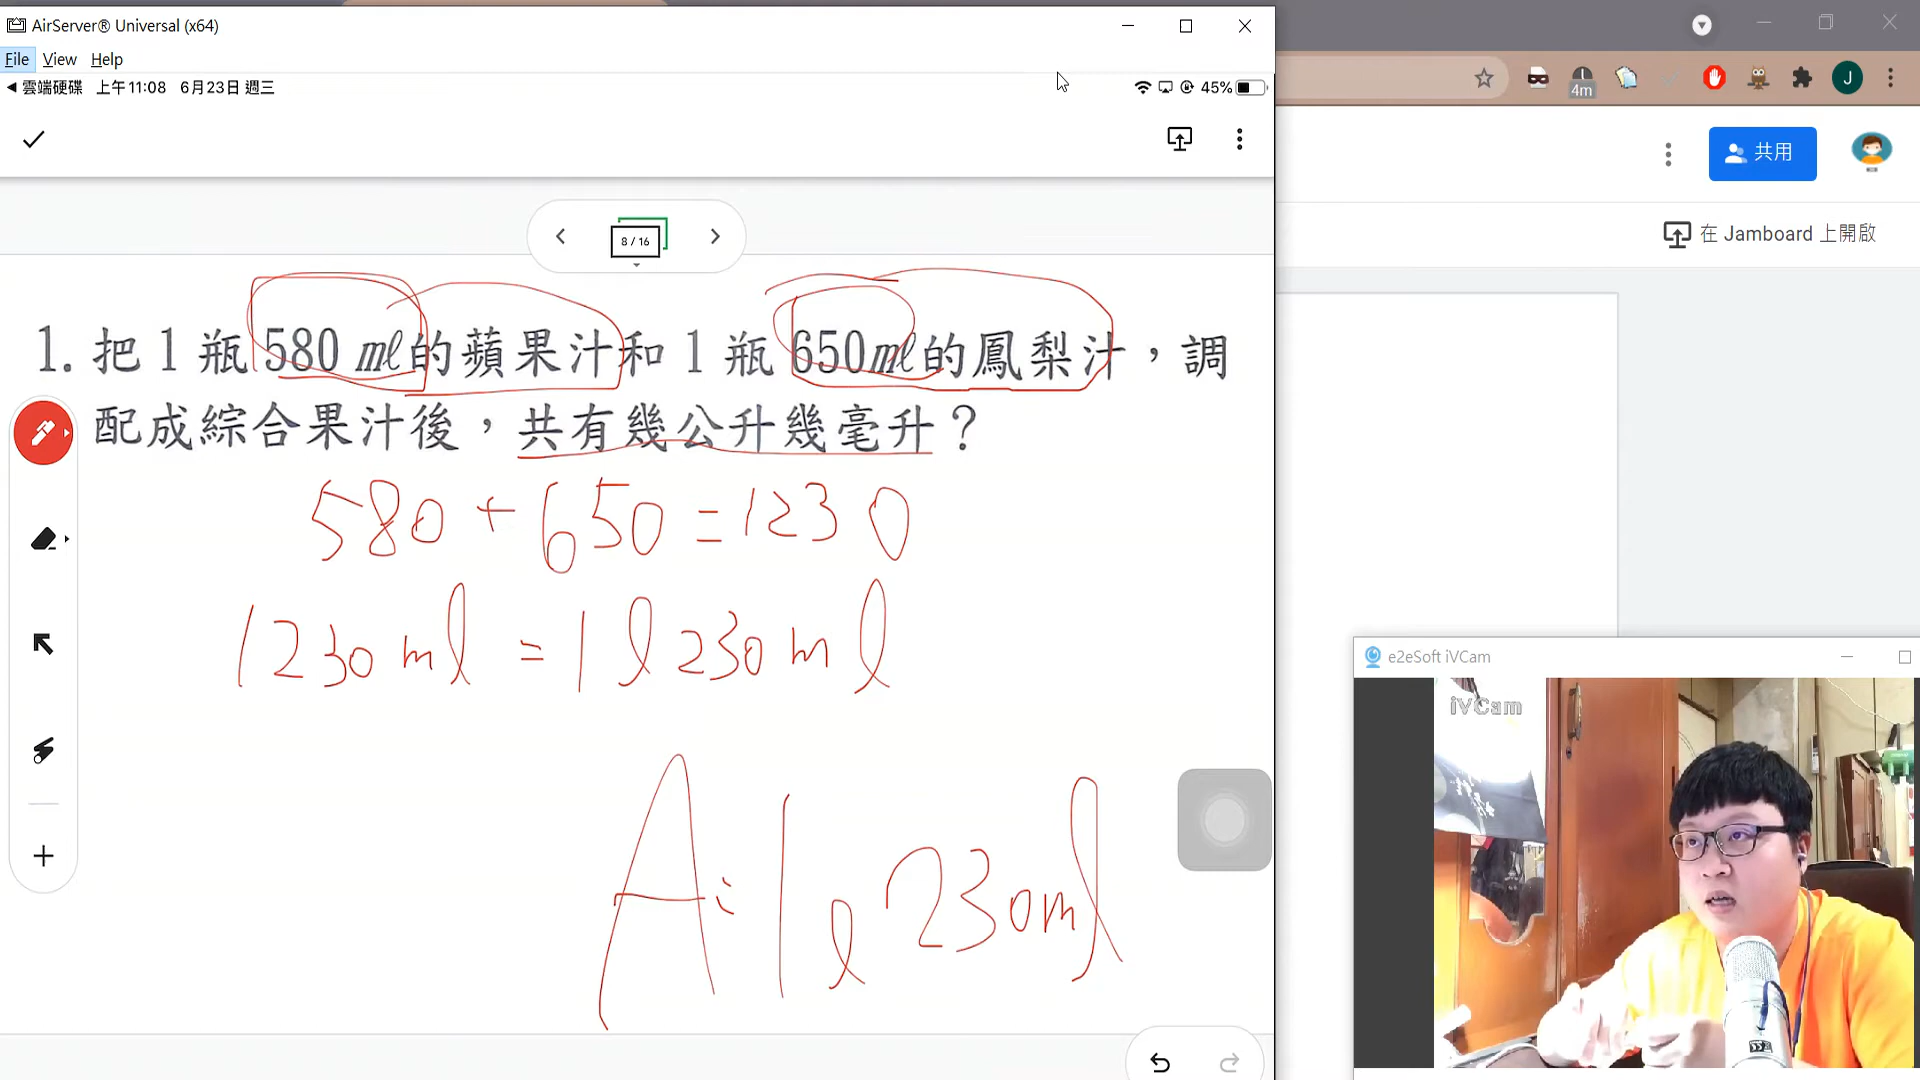 AirServer® Universal (x64)
File View Help
雲端硬碟 上午11:08 6月23日 週三
45%
4m
J
共用
8 / 16
在 Jamboard 上開啟
1. 把 1 瓶 580 ml 的蘋果汁和 1 瓶 650ml 的鳳梨汁，調
配成綜合果汁後，共有幾公升幾毫升？
580 + 650 = 1230
1230 ml = 1 l 230 ml
A: 1 l 230 ml
e2eSoft iVCam
iVCam